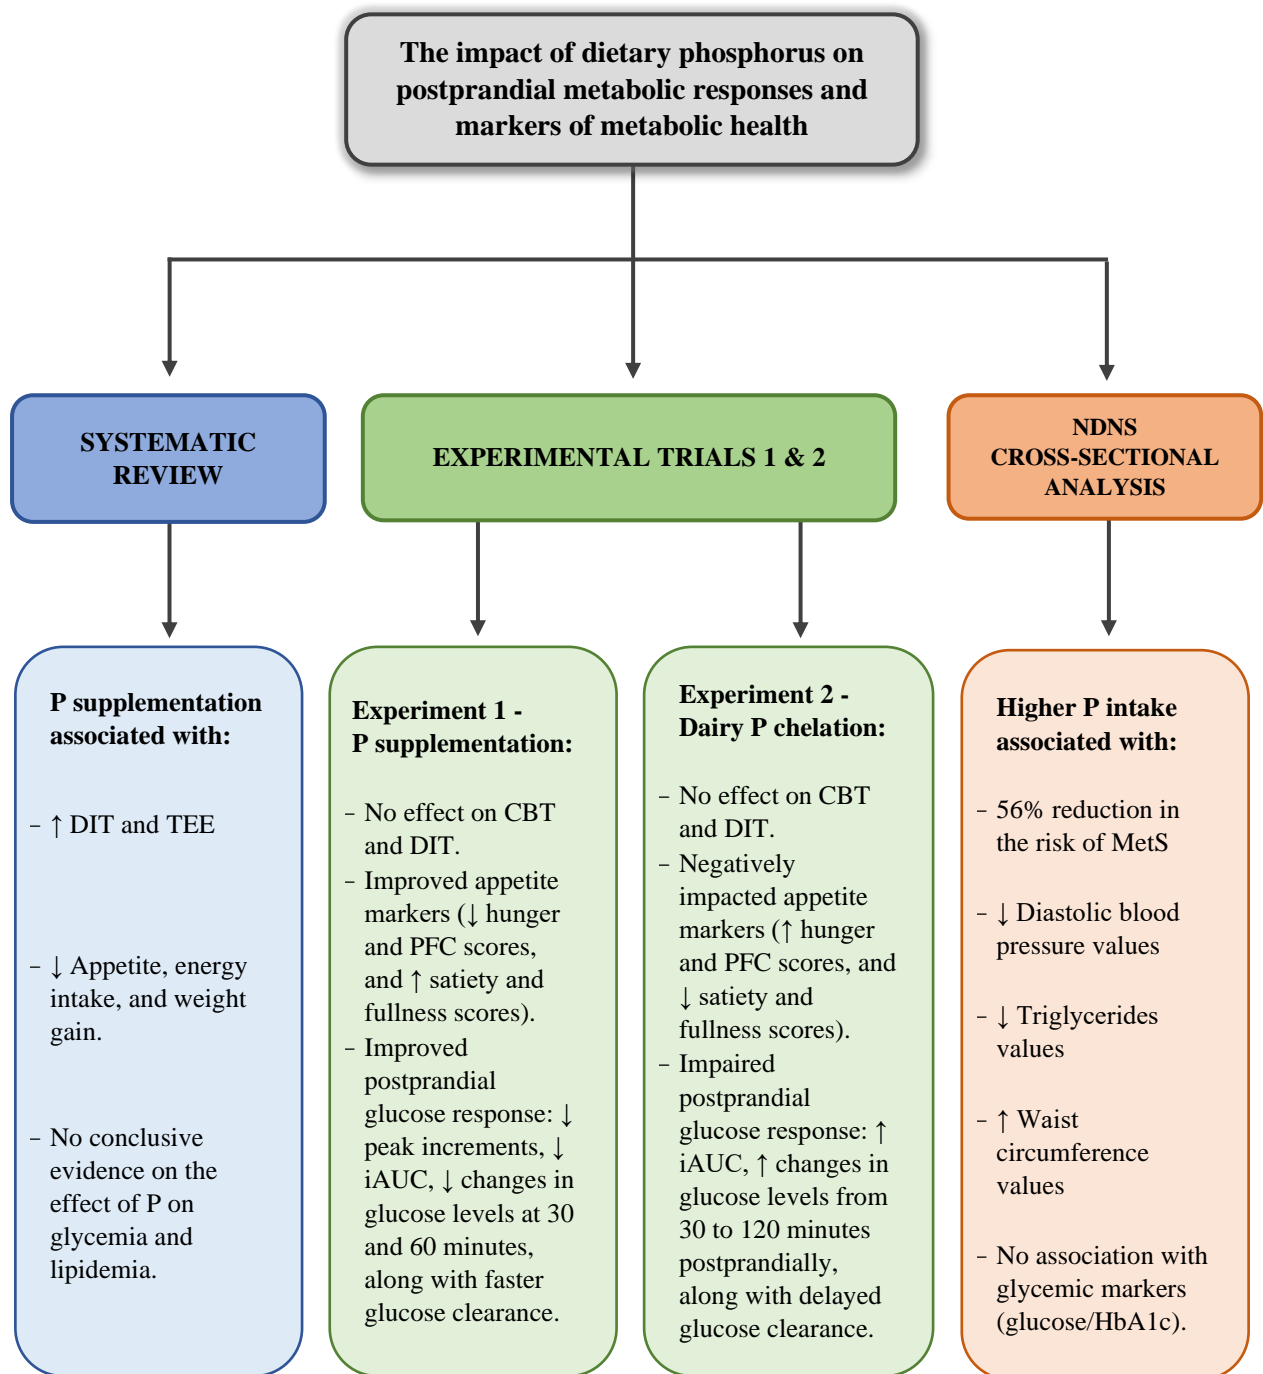 The impact of dietary phosphorus on
postprandial metabolic responses and
markers of metabolic health
SYSTEMATIC
REVIEW
EXPERIMENTAL TRIALS 1 & 2
NDNS
CROSS-SECTIONAL
ANALYSIS
P supplementation
associated with:
– ↑ DIT and TEE
– ↓ Appetite, energy
intake, and weight
gain.
– No conclusive
evidence on the
effect of P on
glycemia and
lipidemia.
Experiment 1 -
P supplementation:
– No effect on CBT
and DIT.
– Improved appetite
markers (↓ hunger
and PFC scores,
and ↑ satiety and
fullness scores).
– Improved
postprandial
glucose response: ↓
peak increments, ↓
iAUC, ↓ changes in
glucose levels at 30
and 60 minutes,
along with faster
glucose clearance.
Experiment 2 -
Dairy P chelation:
– No effect on CBT
and DIT.
– Negatively
impacted appetite
markers (↑ hunger
and PFC scores, and
↓ satiety and
fullness scores).
– Impaired
postprandial
glucose response: ↑
iAUC, ↑ changes in
glucose levels from
30 to 120 minutes
postprandially,
along with delayed
glucose clearance.
Higher P intake
associated with:
– 56% reduction in
the risk of MetS
– ↓ Diastolic blood
pressure values
– ↓ Triglycerides
values
– ↑ Waist
circumference
values
– No association with
glycemic markers
(glucose/HbA1c).